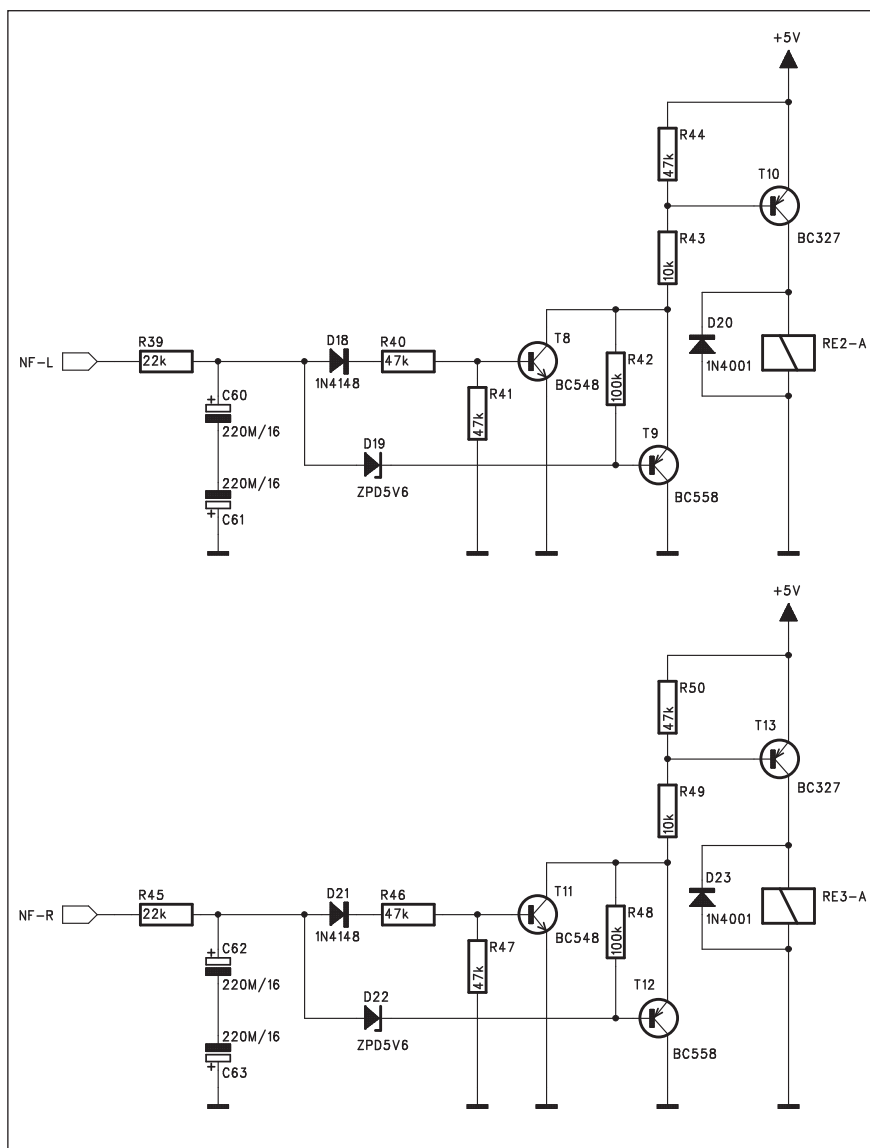 +5V
R44
47k
T10
BC327
R43
10k
D20
1N4001
RE2-A
NF-L
R39
22k
D18
1N4148
R40
47k
T8
BC548
R42
100k
R41
47k
+
C60
220M/16
220M/16
+
C61
D19
ZPD5V6
T9
BC558
+5V
R50
47k
T13
BC327
R49
10k
D23
1N4001
RE3-A
NF-R
R45
22k
D21
1N4148
R46
47k
T11
BC548
R48
100k
R47
47k
+
C62
220M/16
220M/16
+
C63
D22
ZPD5V6
T12
BC558